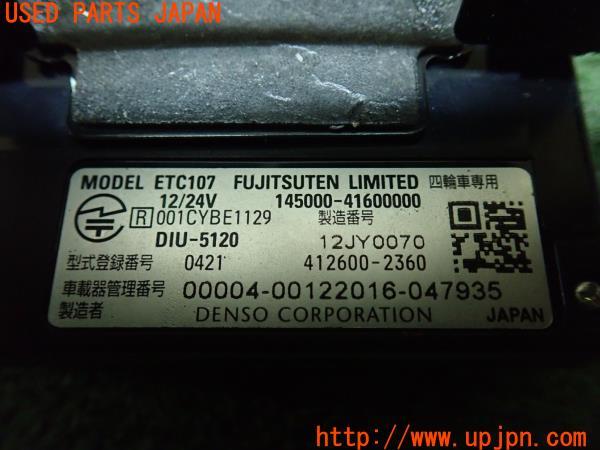 USED PARTS JAPAN
MODEL ETC107 FUJITSUTEN LIMITED 四輪車専用
12/24V 145000-41600000
R 001CYBE1129 製造番号
DIU-5120 12JY0070
型式登録番号 0421 412600-2360
車載器管理番号 00004-00122016-047935
製造者 DENSO CORPORATION JAPAN
http://www.upjpn.com/